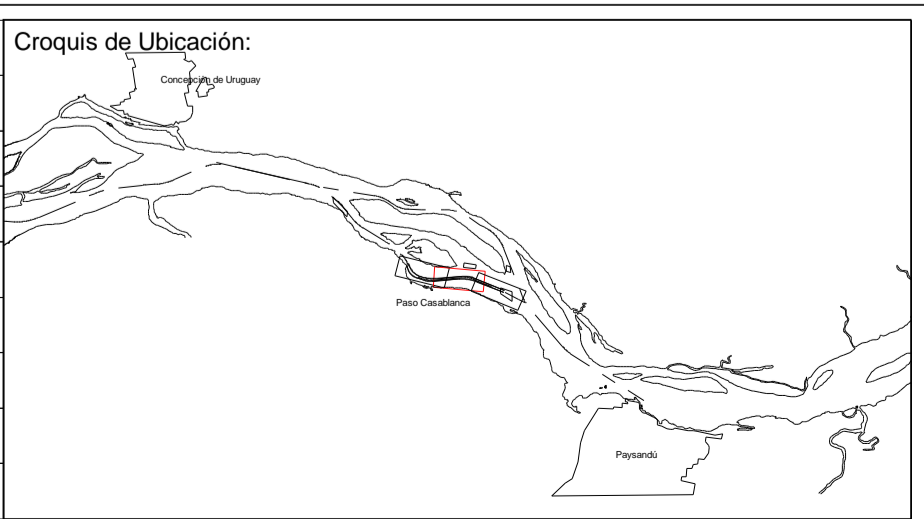 Croquis de Ubicación:
Concepción de Uruguay
Paso Casablanca
Paysandú